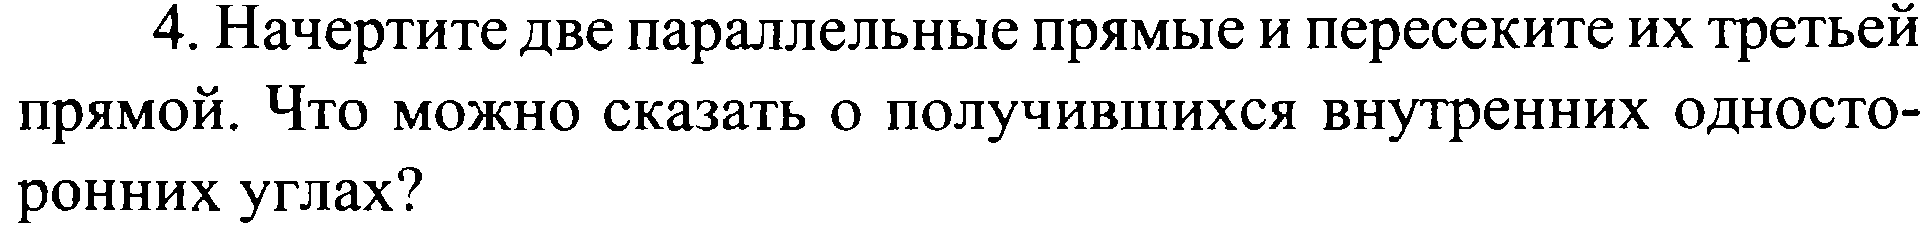 4. Начертите две параллельные прямые и пересеките их третьей
прямой. Что можно сказать о получившихся внутренних односто-
ронних углах?